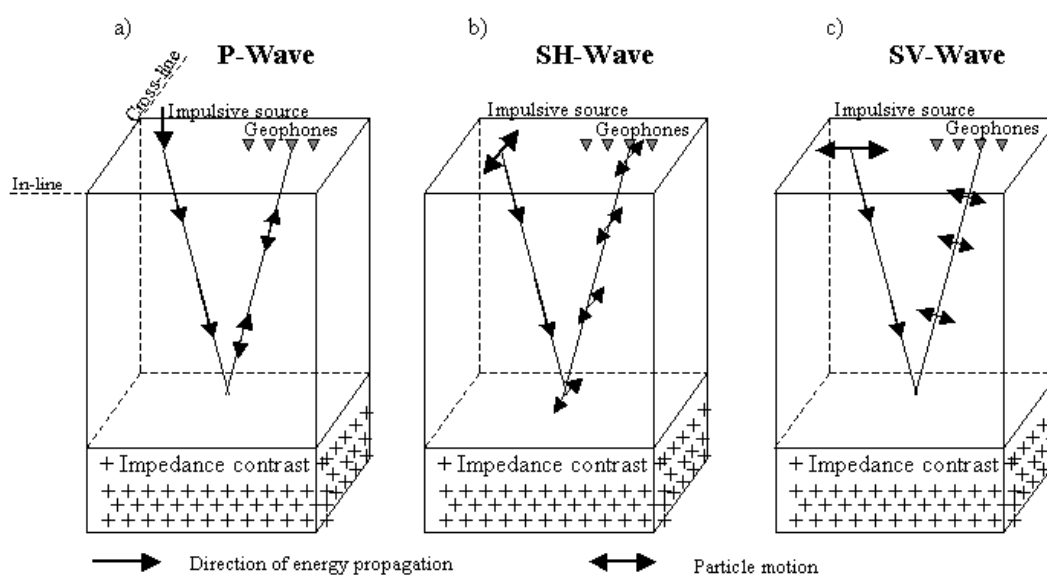 a)
P-Wave
Cross-line
Impulsive source
Geophones
In-line
+ Impedance contrast +
b)
SH-Wave
Impulsive source
Geophones
+ Impedance contrast +
c)
SV-Wave
Impulsive source
Geophones
+ Impedance contrast +
Direction of energy propagation
Particle motion